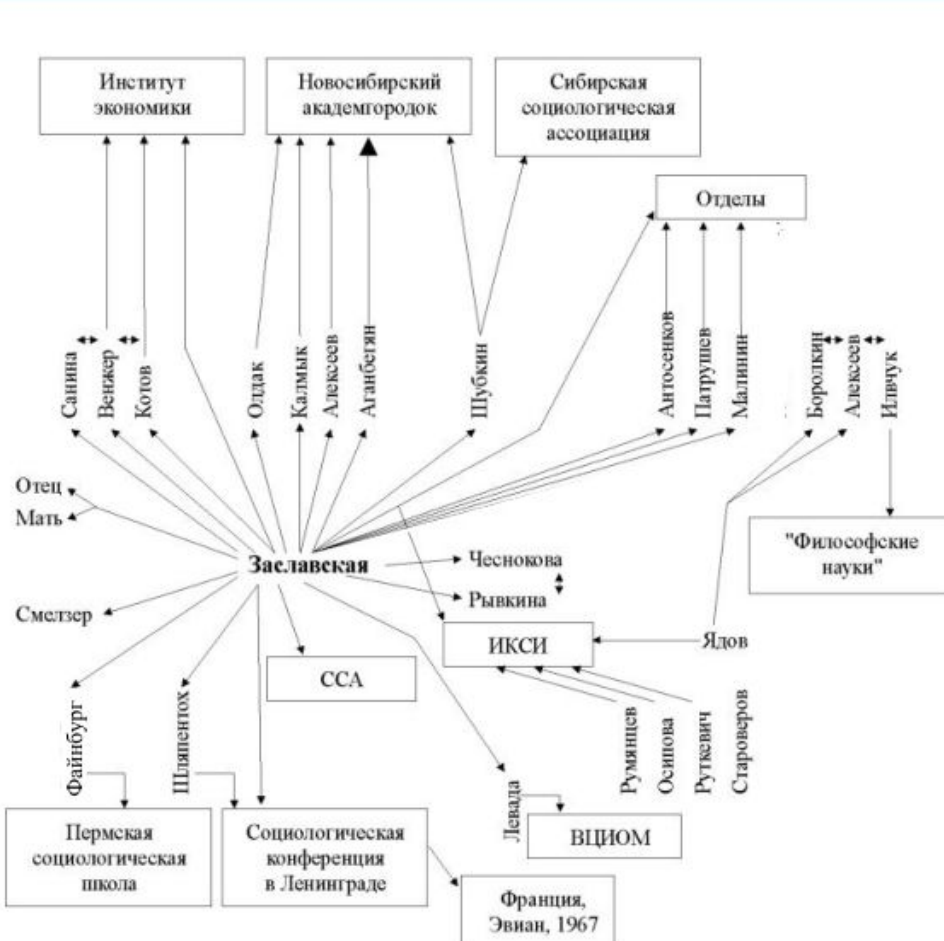 Институт
экономики
Новосибирский
академгородок
Сибирская
социологическая
ассоциация
Отделы
Санина
Венжер
Котов
Олдак
Калмык
Алексеев
Аганбегян
Шубкин
Антосенков
Патрушев
Малинин
Боролкин
Алексеев
Илвчук
Отец
Мать
Заславская
Чеснокова
Рывкина
"Философские
науки"
Смелзер
ИКСИ
Ядов
ССА
Файнбург
Шляпентох
Румянцев
Осипова
Руткевич
Староверов
Левада
Пермская
социологическая
школа
Социологическая
конференция
в Ленинграде
ВЦИОМ
Франция,
Эвиан, 1967